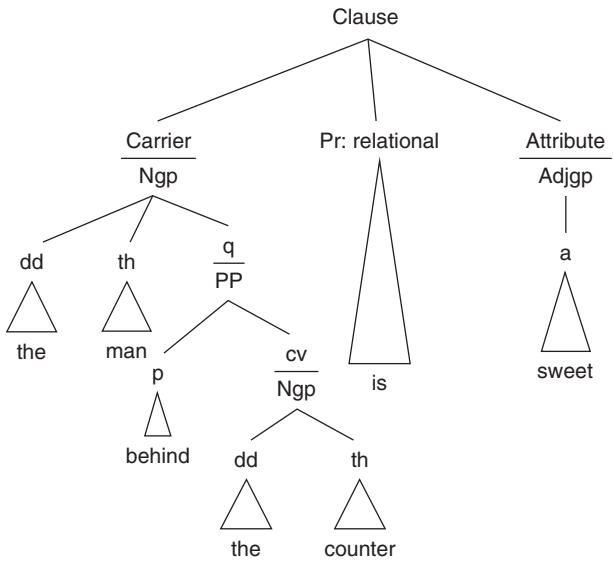 Clause
Carrier Pr: relational Attribute
Ngp Adjgp
dd th q a
PP
the man sweet
p cv is
Ngp
behind
dd th
the counter